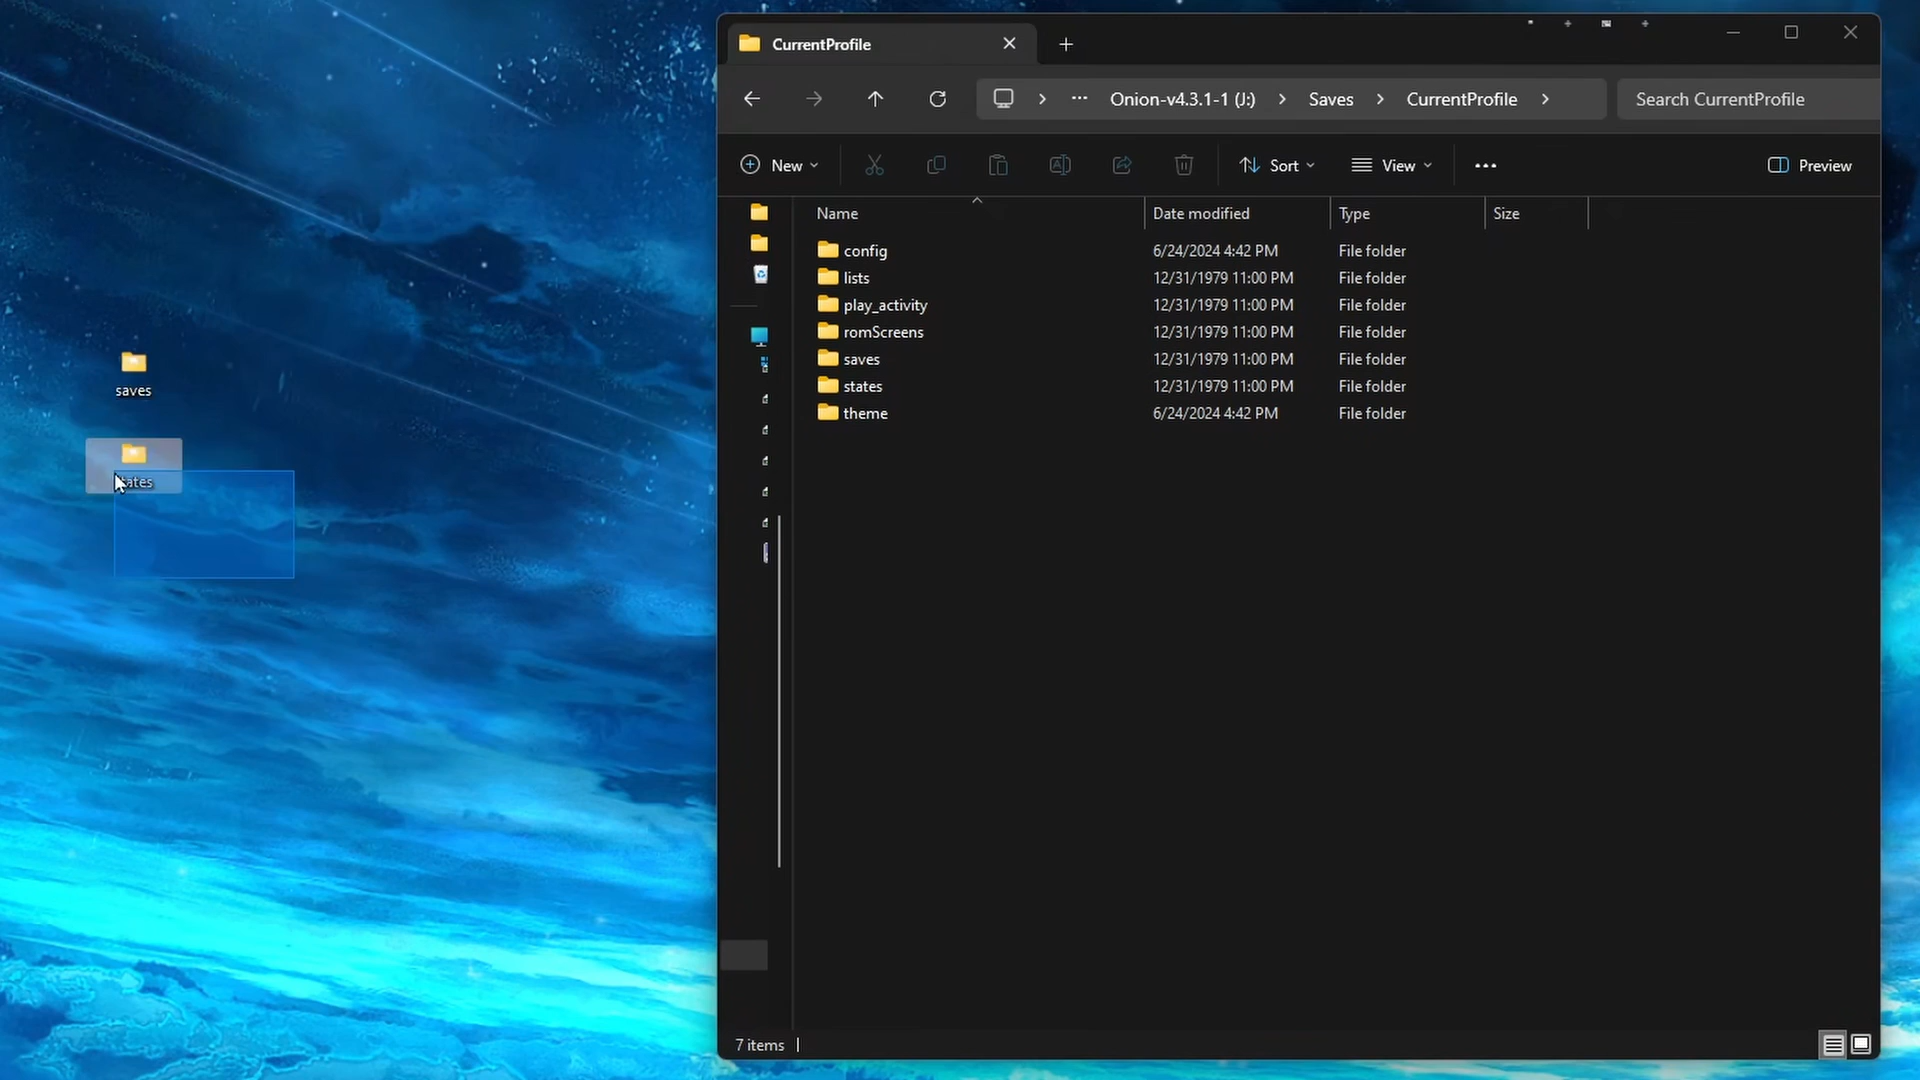 saves
ates
CurrentProfile
Onion-v4.3.1-1 (J:) Saves CurrentProfile
Search CurrentProfile
New Sort View Preview
Name Date modified Type Size
config 6/24/2024 4:42 PM File folder
lists 12/31/1979 11:00 PM File folder
play_activity 12/31/1979 11:00 PM File folder
romScreens 12/31/1979 11:00 PM File folder
saves 12/31/1979 11:00 PM File folder
states 12/31/1979 11:00 PM File folder
theme 6/24/2024 4:42 PM File folder
7 items